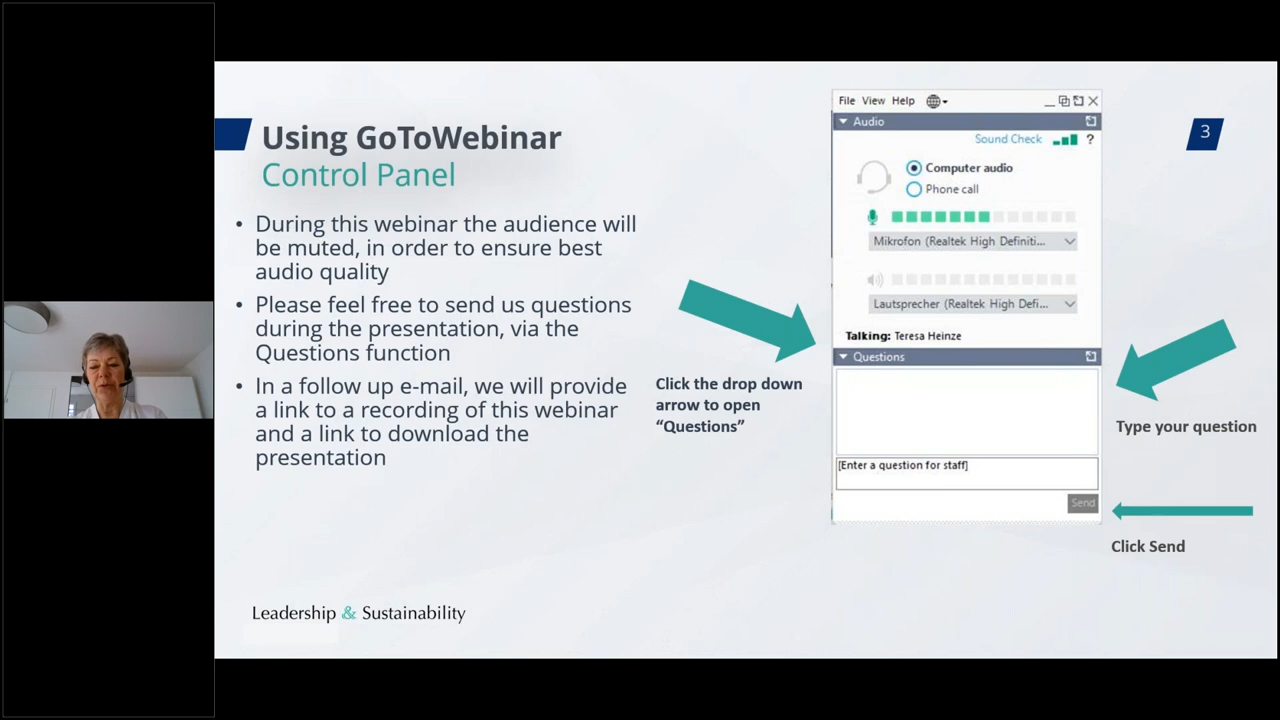 Using GoToWebinar
Control Panel
• During this webinar the audience will
be muted, in order to ensure best
audio quality
• Please feel free to send us questions
during the presentation, via the
Questions function
• In a follow up e-mail, we will provide
a link to a recording of this webinar
and a link to download the
presentation
Click the drop down
arrow to open
“Questions”
File View Help
Audio
Sound Check ?
Computer audio
Phone call
Mikrofon (Realtek High Definiti...
Lautsprecher (Realtek High Defi...
Talking: Teresa Heinze
Questions
[Enter a question for staff]
Send
3
Type your question
Click Send
Leadership & Sustainability